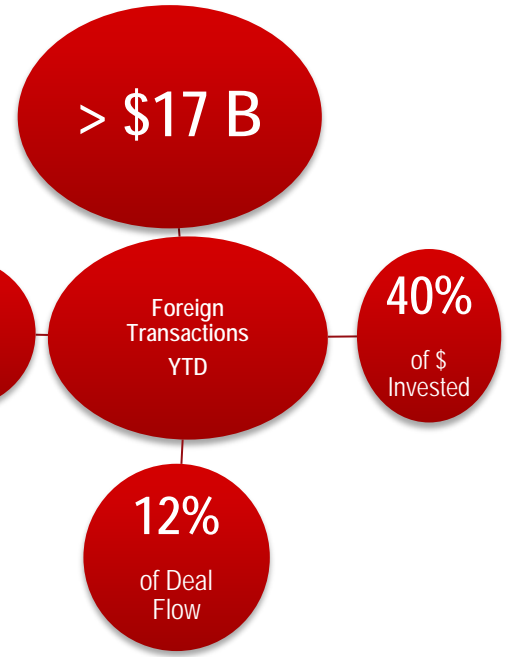 > $17 B
Foreign
Transactions
YTD
40%
of $
Invested
12%
of Deal
Flow